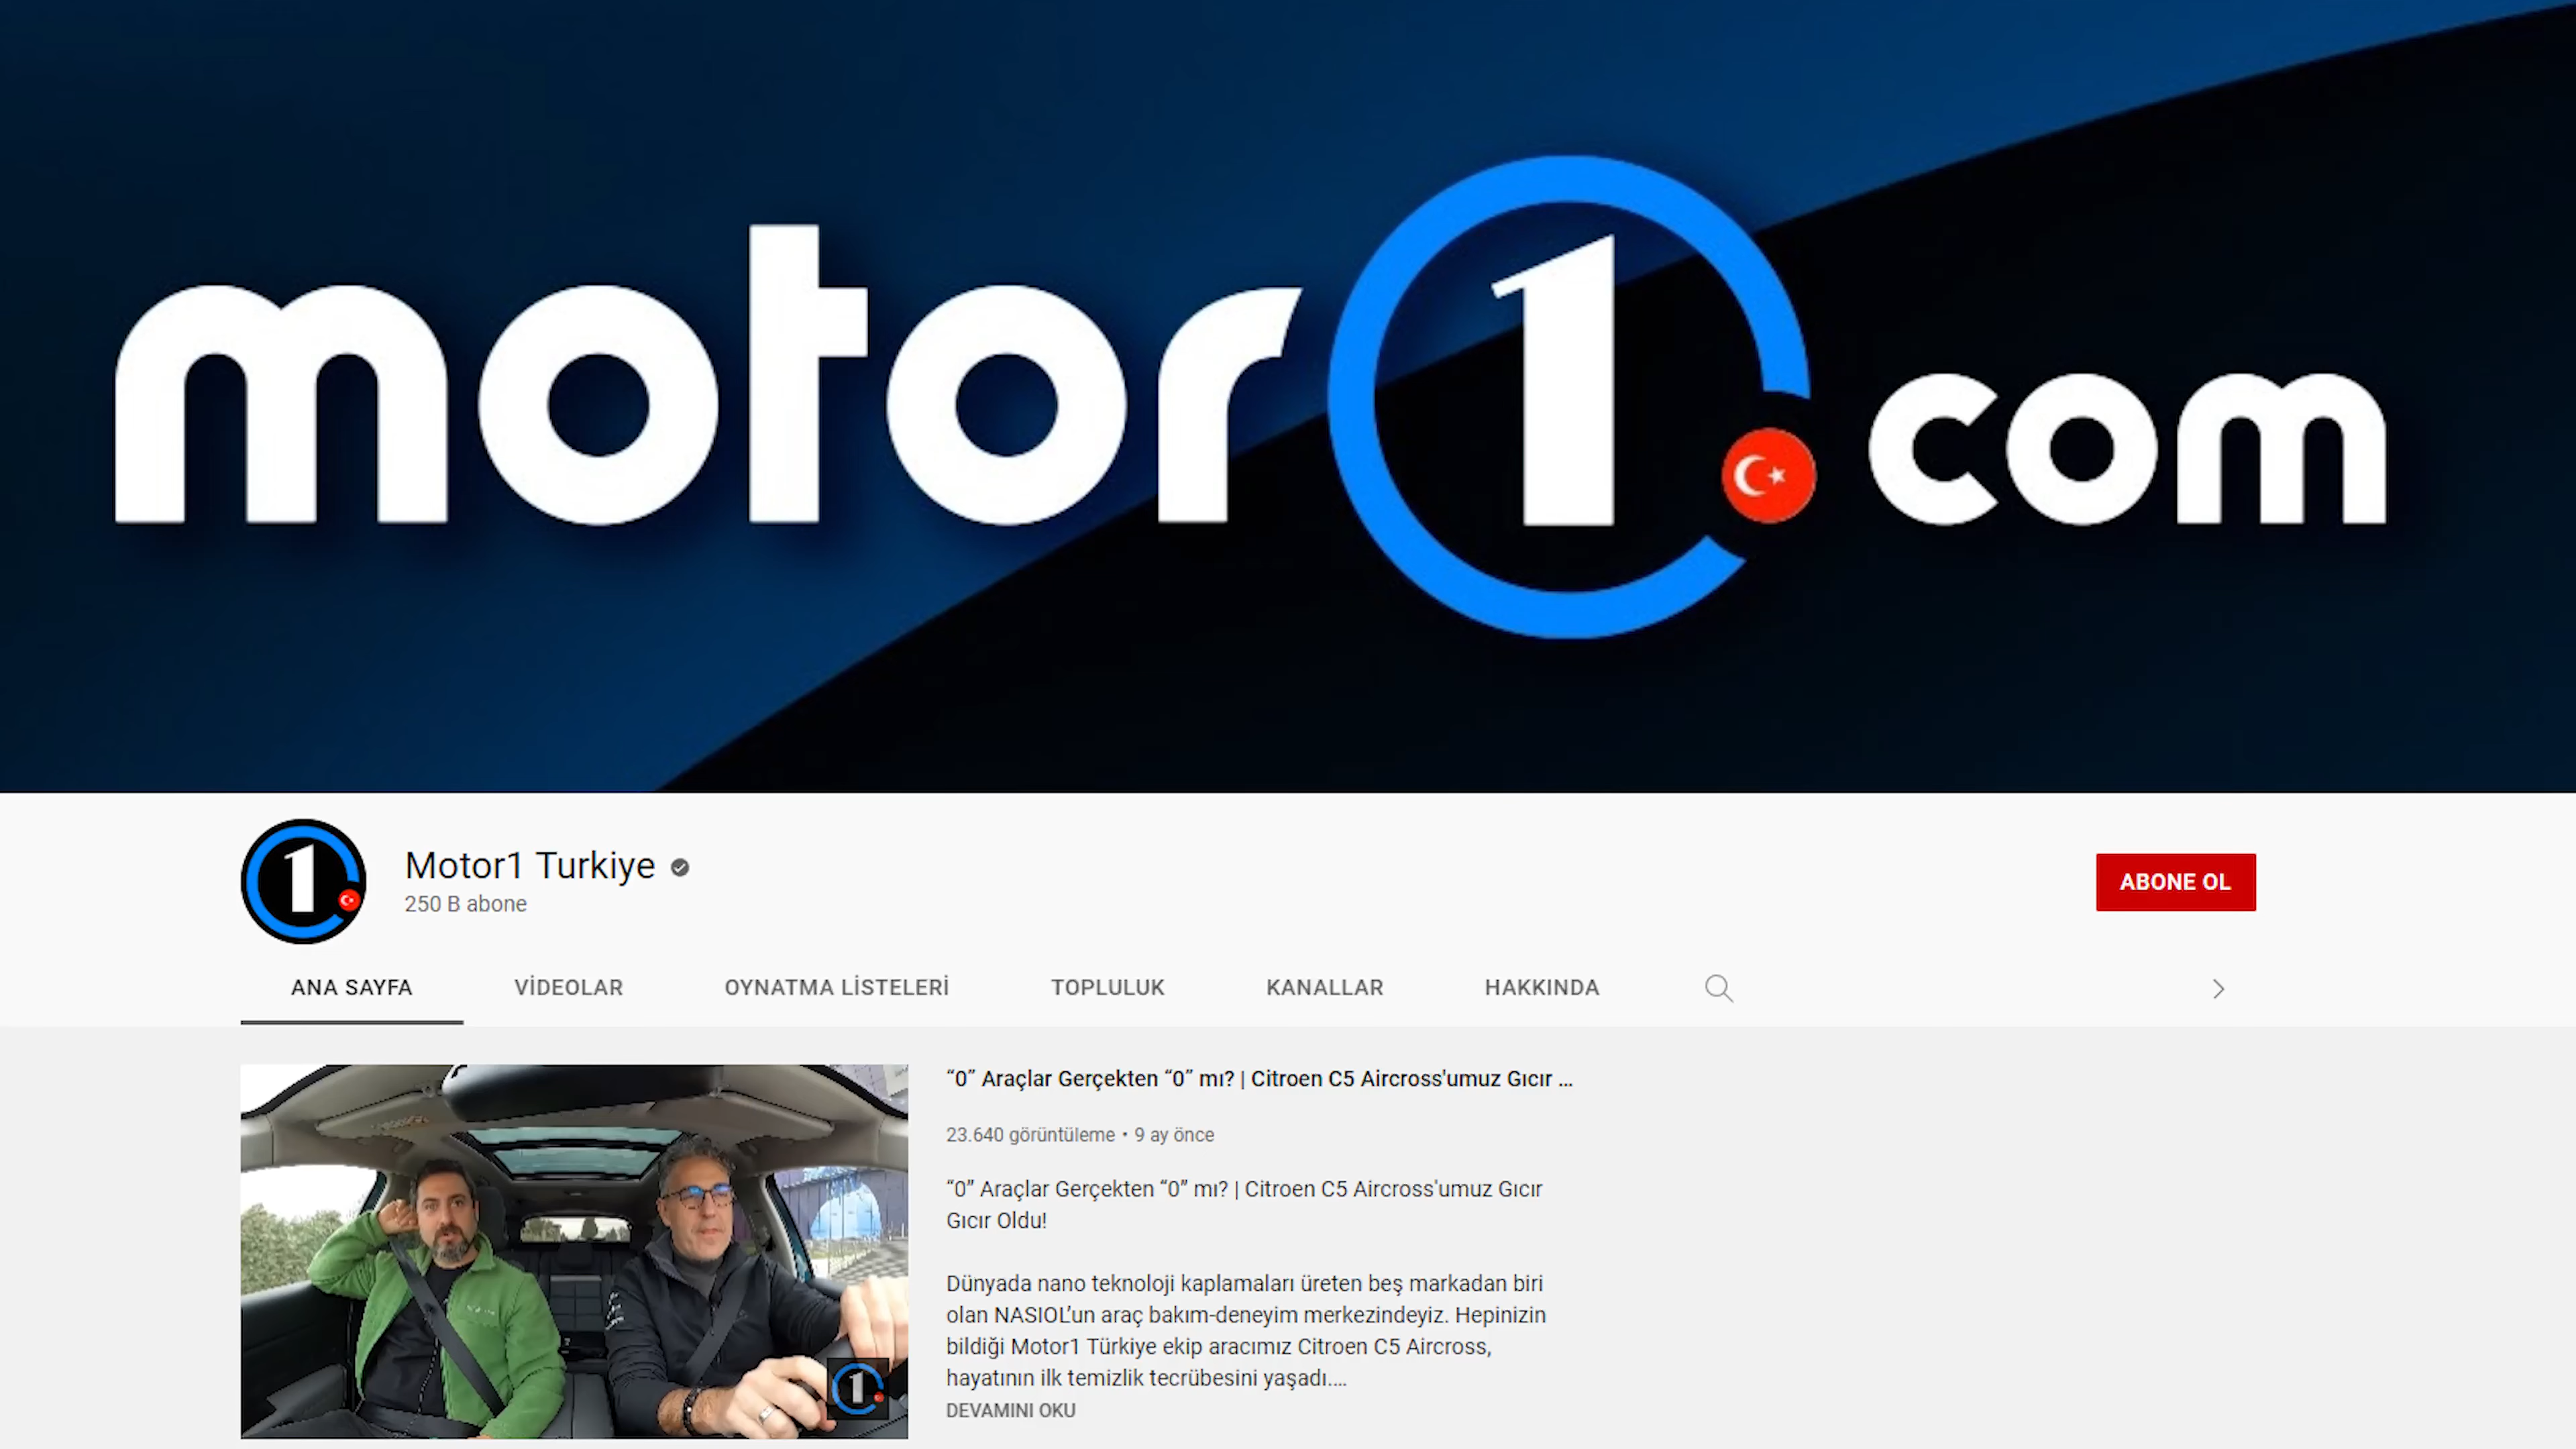 motor1.com
1
Motor1 Turkiye
250 B abone
ABONE OL
ANA SAYFA
VİDEOLAR
OYNATMA LİSTELERİ
TOPLULUK
KANALLAR
HAKKINDA
“0” Araçlar Gerçekten “0” mı? | Citroen C5 Aircross'umuz Gıcır ...
23.640 görüntüleme • 9 ay önce
“0” Araçlar Gerçekten “0” mı? | Citroen C5 Aircross'umuz Gıcır
Gıcır Oldu!
Dünyada nano teknoloji kaplamaları üreten beş markadan biri
olan NASIOL’un araç bakım-deneyim merkezindeyiz. Hepinizin
bildiği Motor1 Türkiye ekip aracımız Citroen C5 Aircross,
hayatının ilk temizlik tecrübesini yaşadı....
DEVAMINI OKU
1